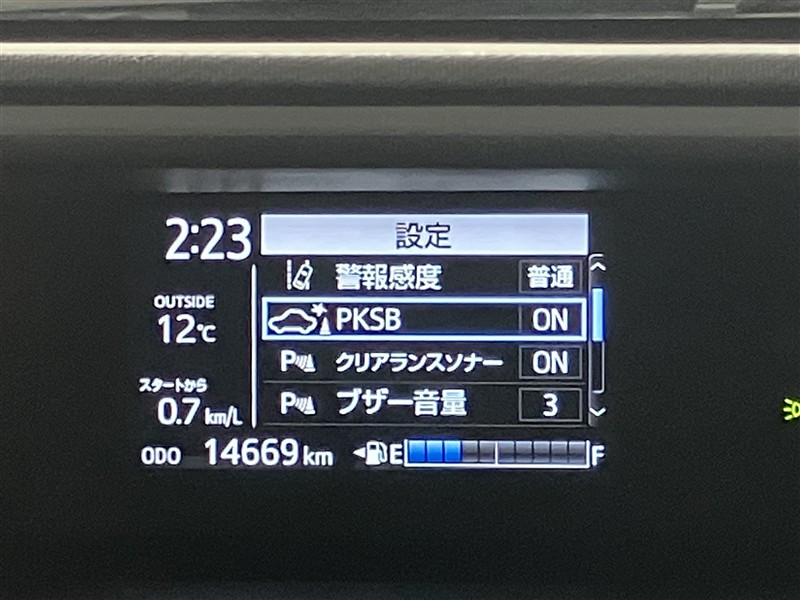 2:23
設定
警報感度 普通
OUTSIDE
12℃
PKSB ON
P クリアランスソナー ON
スタートから
0.7 km/L
P ブザー音量 3
ODO 14669 km E F